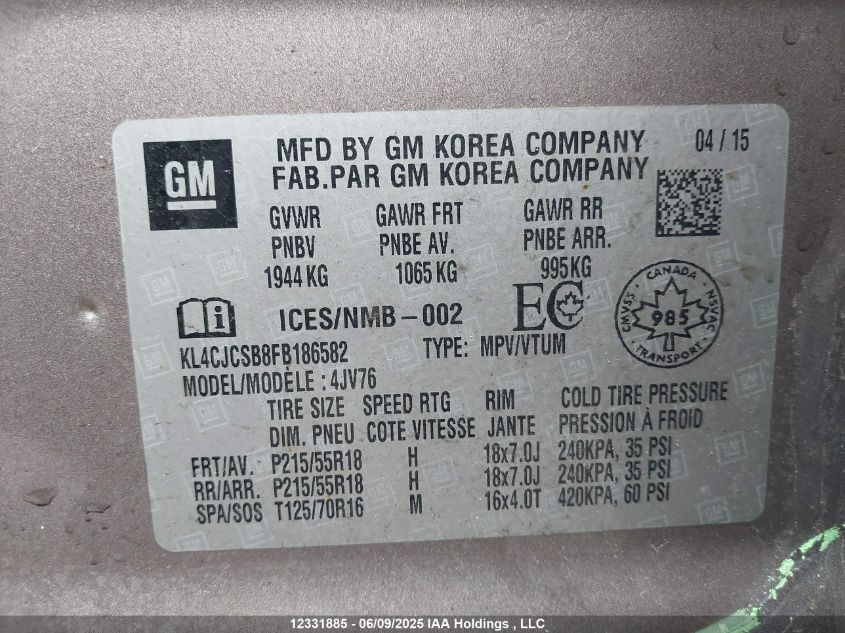 GM
MFD BY GM KOREA COMPANY 04 / 15
FAB.PAR GM KOREA COMPANY
GVWR GAWR FRT GAWR RR
PNBV PNBE AV. PNBE ARR.
1944 KG 1065 KG 995KG
i ICES/NMB-002 EC
CANADA
CMVSS 985 NSVAC
TRANSPORT
KL4CJCSB8FB186582 TYPE: MPV/VTUM
MODEL/MODÈLE : 4JV76
TIRE SIZE SPEED RTG RIM COLD TIRE PRESSURE
DIM. PNEU COTE VITESSE JANTE PRESSION À FROID
FRT/AV. P215/55R18 H 18x7.0J 240KPA, 35 PSI
RR/ARR. P215/55R18 H 18x7.0J 240KPA, 35 PSI
SPA/SOS T125/70R16 M 16x4.0T 420KPA, 60 PSI
12331885 - 06/09/2025 IAA Holdings , LLC